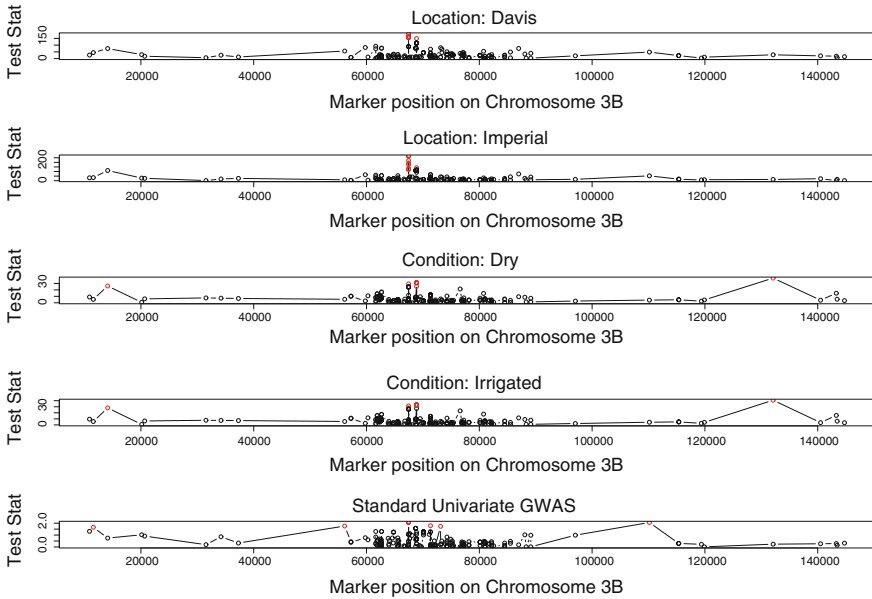 Location: Davis
Test Stat
0 150
20000 40000 60000 80000 100000 120000 140000
Marker position on Chromosome 3B
Location: Imperial
Test Stat
0 200
20000 40000 60000 80000 100000 120000 140000
Marker position on Chromosome 3B
Condition: Dry
Test Stat
0 30
20000 40000 60000 80000 100000 120000 140000
Marker position on Chromosome 3B
Condition: Irrigated
Test Stat
0 30
20000 40000 60000 80000 100000 120000 140000
Marker position on Chromosome 3B
Standard Univariate GWAS
Test Stat
0.0 2.0
20000 40000 60000 80000 100000 120000 140000
Marker position on Chromosome 3B